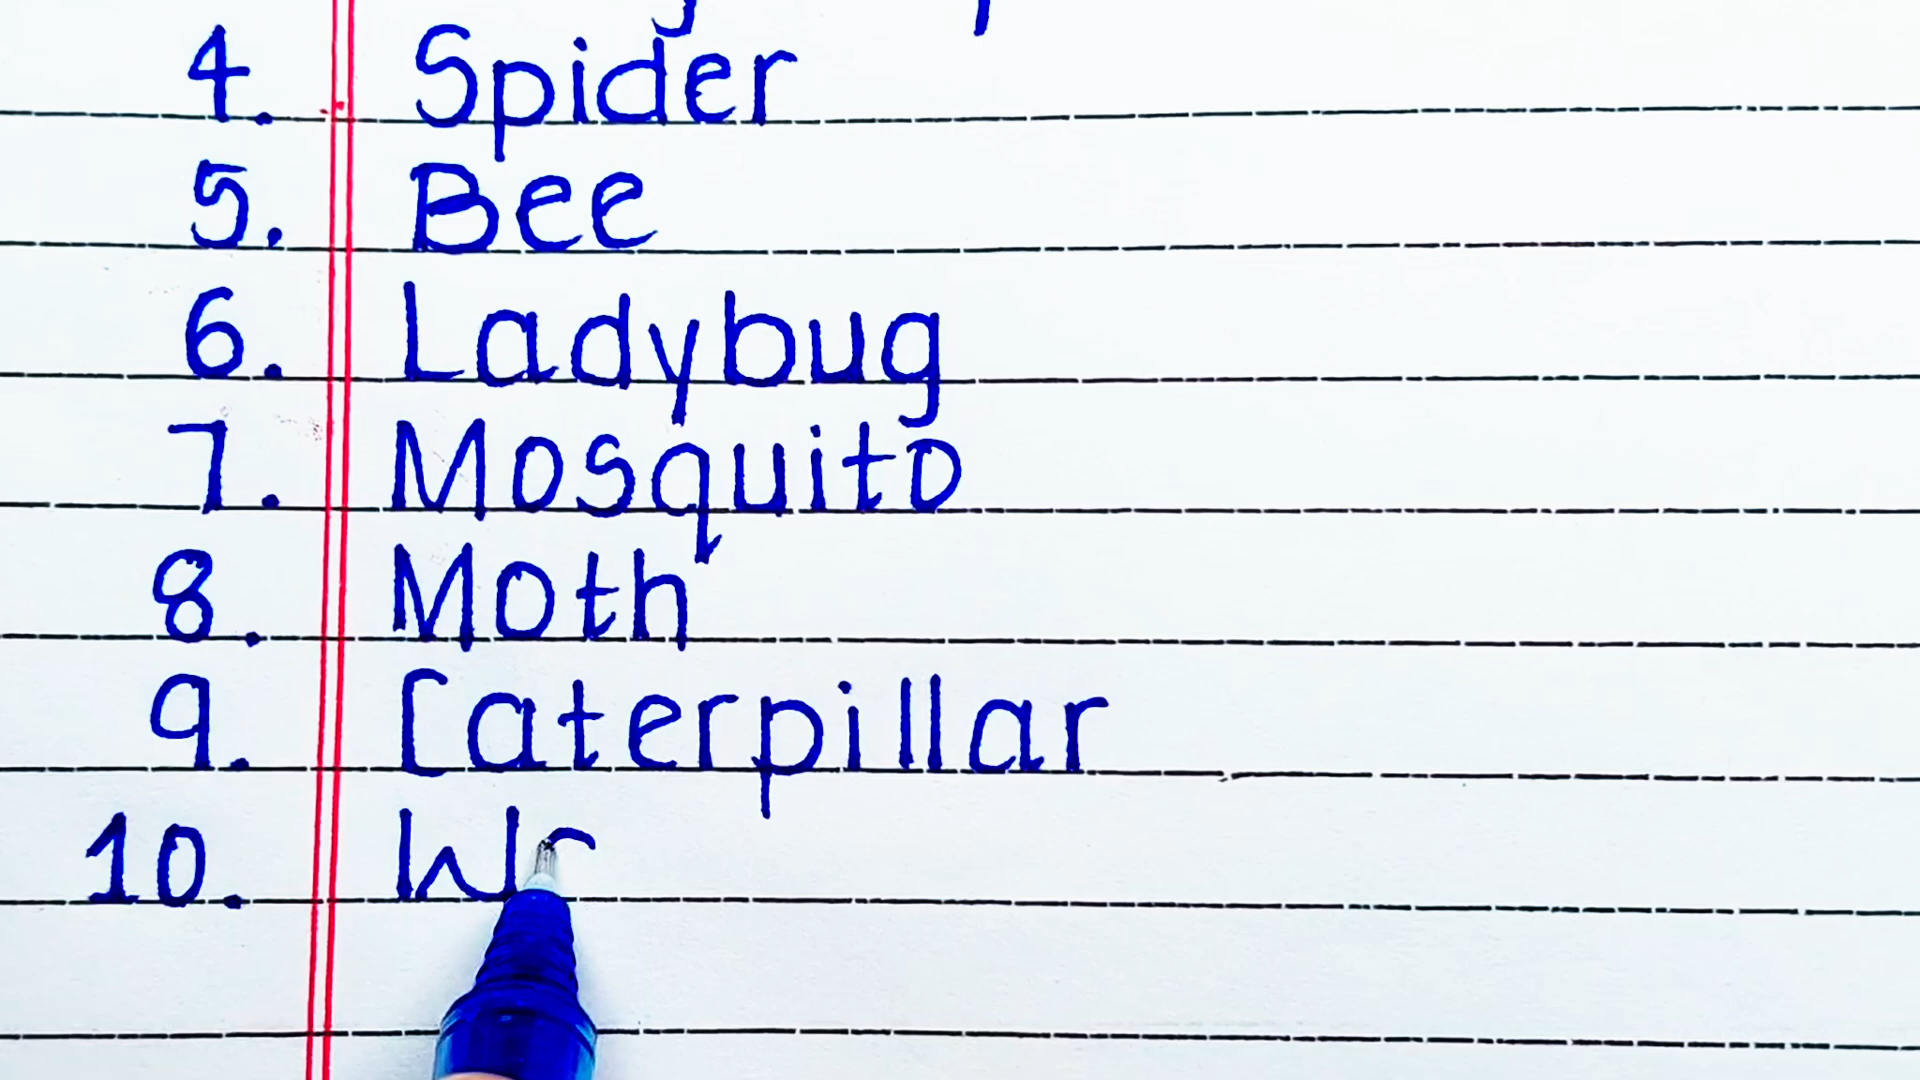 4. Spider
5. Bee
6. Ladybug
7. Mosquito
8. Moth
9. Caterpillar
10. W